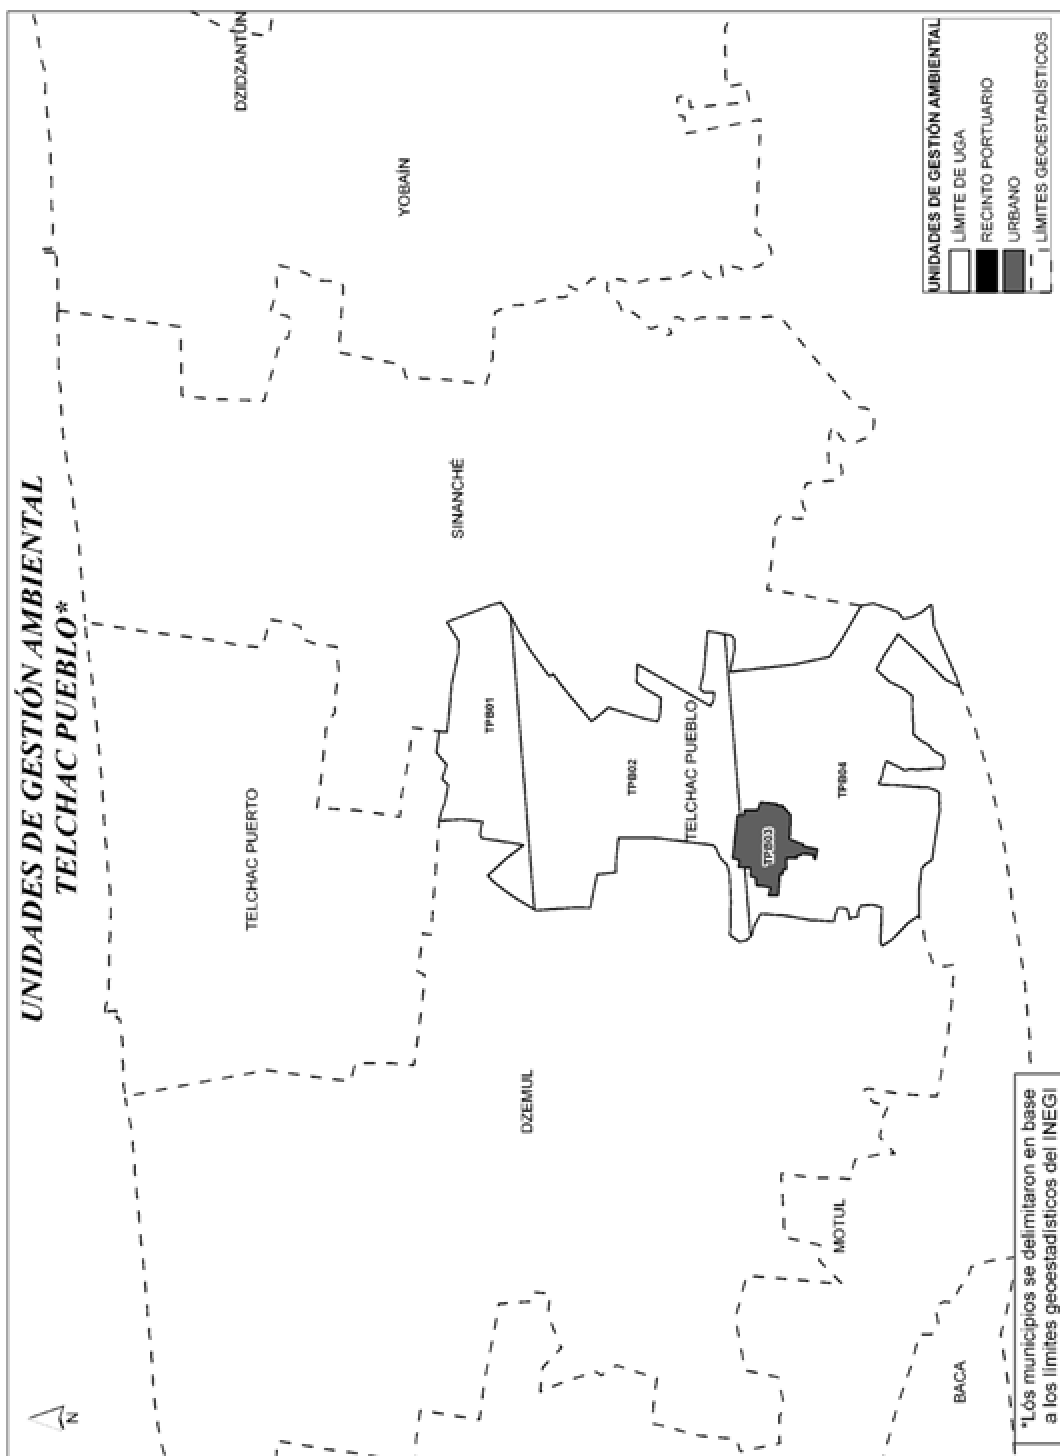 UNIDADES DE GESTIÓN AMBIENTAL
TELCHAC PUEBLO*
DZIDZANTÚN
YOBAÍN
SINANCHÉ
TELCHAC PUERTO
DZEMUL
MOTUL
BACA
TPB01
TPB02
TELCHAC PUEBLO
TPB03
TPB04
UNIDADES DE GESTIÓN AMBIENTAL
LÍMITE DE UGA
RECINTO PORTUARIO
URBANO
LÍMITES GEOESTADÍSTICOS
N
*Los municipios se delimitaron en base
a los límites geoestadísticos del INEGI